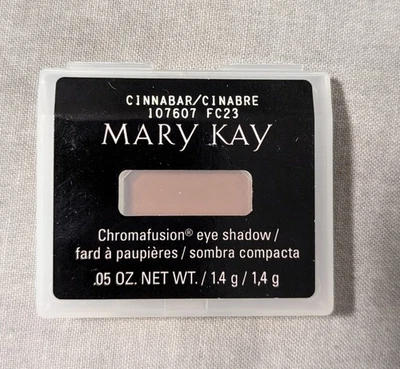 CINNABAR/CINABRE
107607 FC23
MARY KAY
Chromafusion® eye shadow /
fard à paupières / sombra compacta
.05 OZ. NET WT. / 1.4 g / 1,4 g